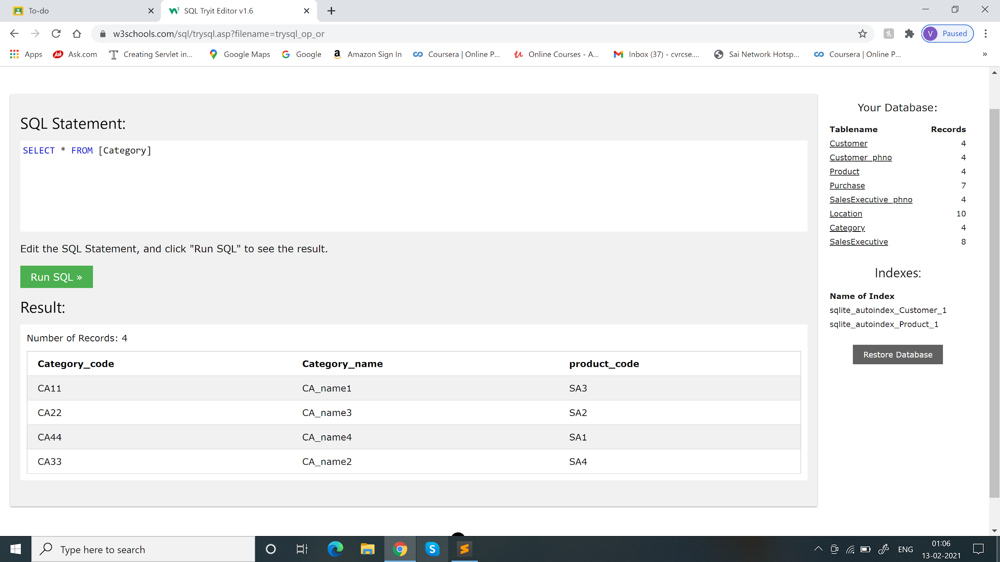 To-do
SQL Tryit Editor v1.6
w3schools.com/sql/trysql.asp?filename=trysql_op_or
Paused
V
Apps
Ask.com
Creating Servlet in...
Google Maps
Google
Amazon Sign In
Coursera | Online P...
Online Courses - A...
Inbox (37) - cvrcse....
Sai Network Hotsp...
Coursera | Online P...
»
SQL Statement:
SELECT * FROM [Category]
Edit the SQL Statement, and click "Run SQL" to see the result.
Run SQL »
Result:
Number of Records: 4
Category_code Category_name product_code
CA11 CA_name1 SA3
CA22 CA_name3 SA2
CA44 CA_name4 SA1
CA33 CA_name2 SA4
Your Database:
Tablename Records
Customer 4
Customer_phno 4
Product 4
Purchase 7
SalesExecutive_phno 4
Location 10
Category 4
SalesExecutive 8
Indexes:
Name of Index
sqlite_autoindex_Customer_1
sqlite_autoindex_Product_1
Restore Database
Type here to search
ENG
01:06
13-02-2021